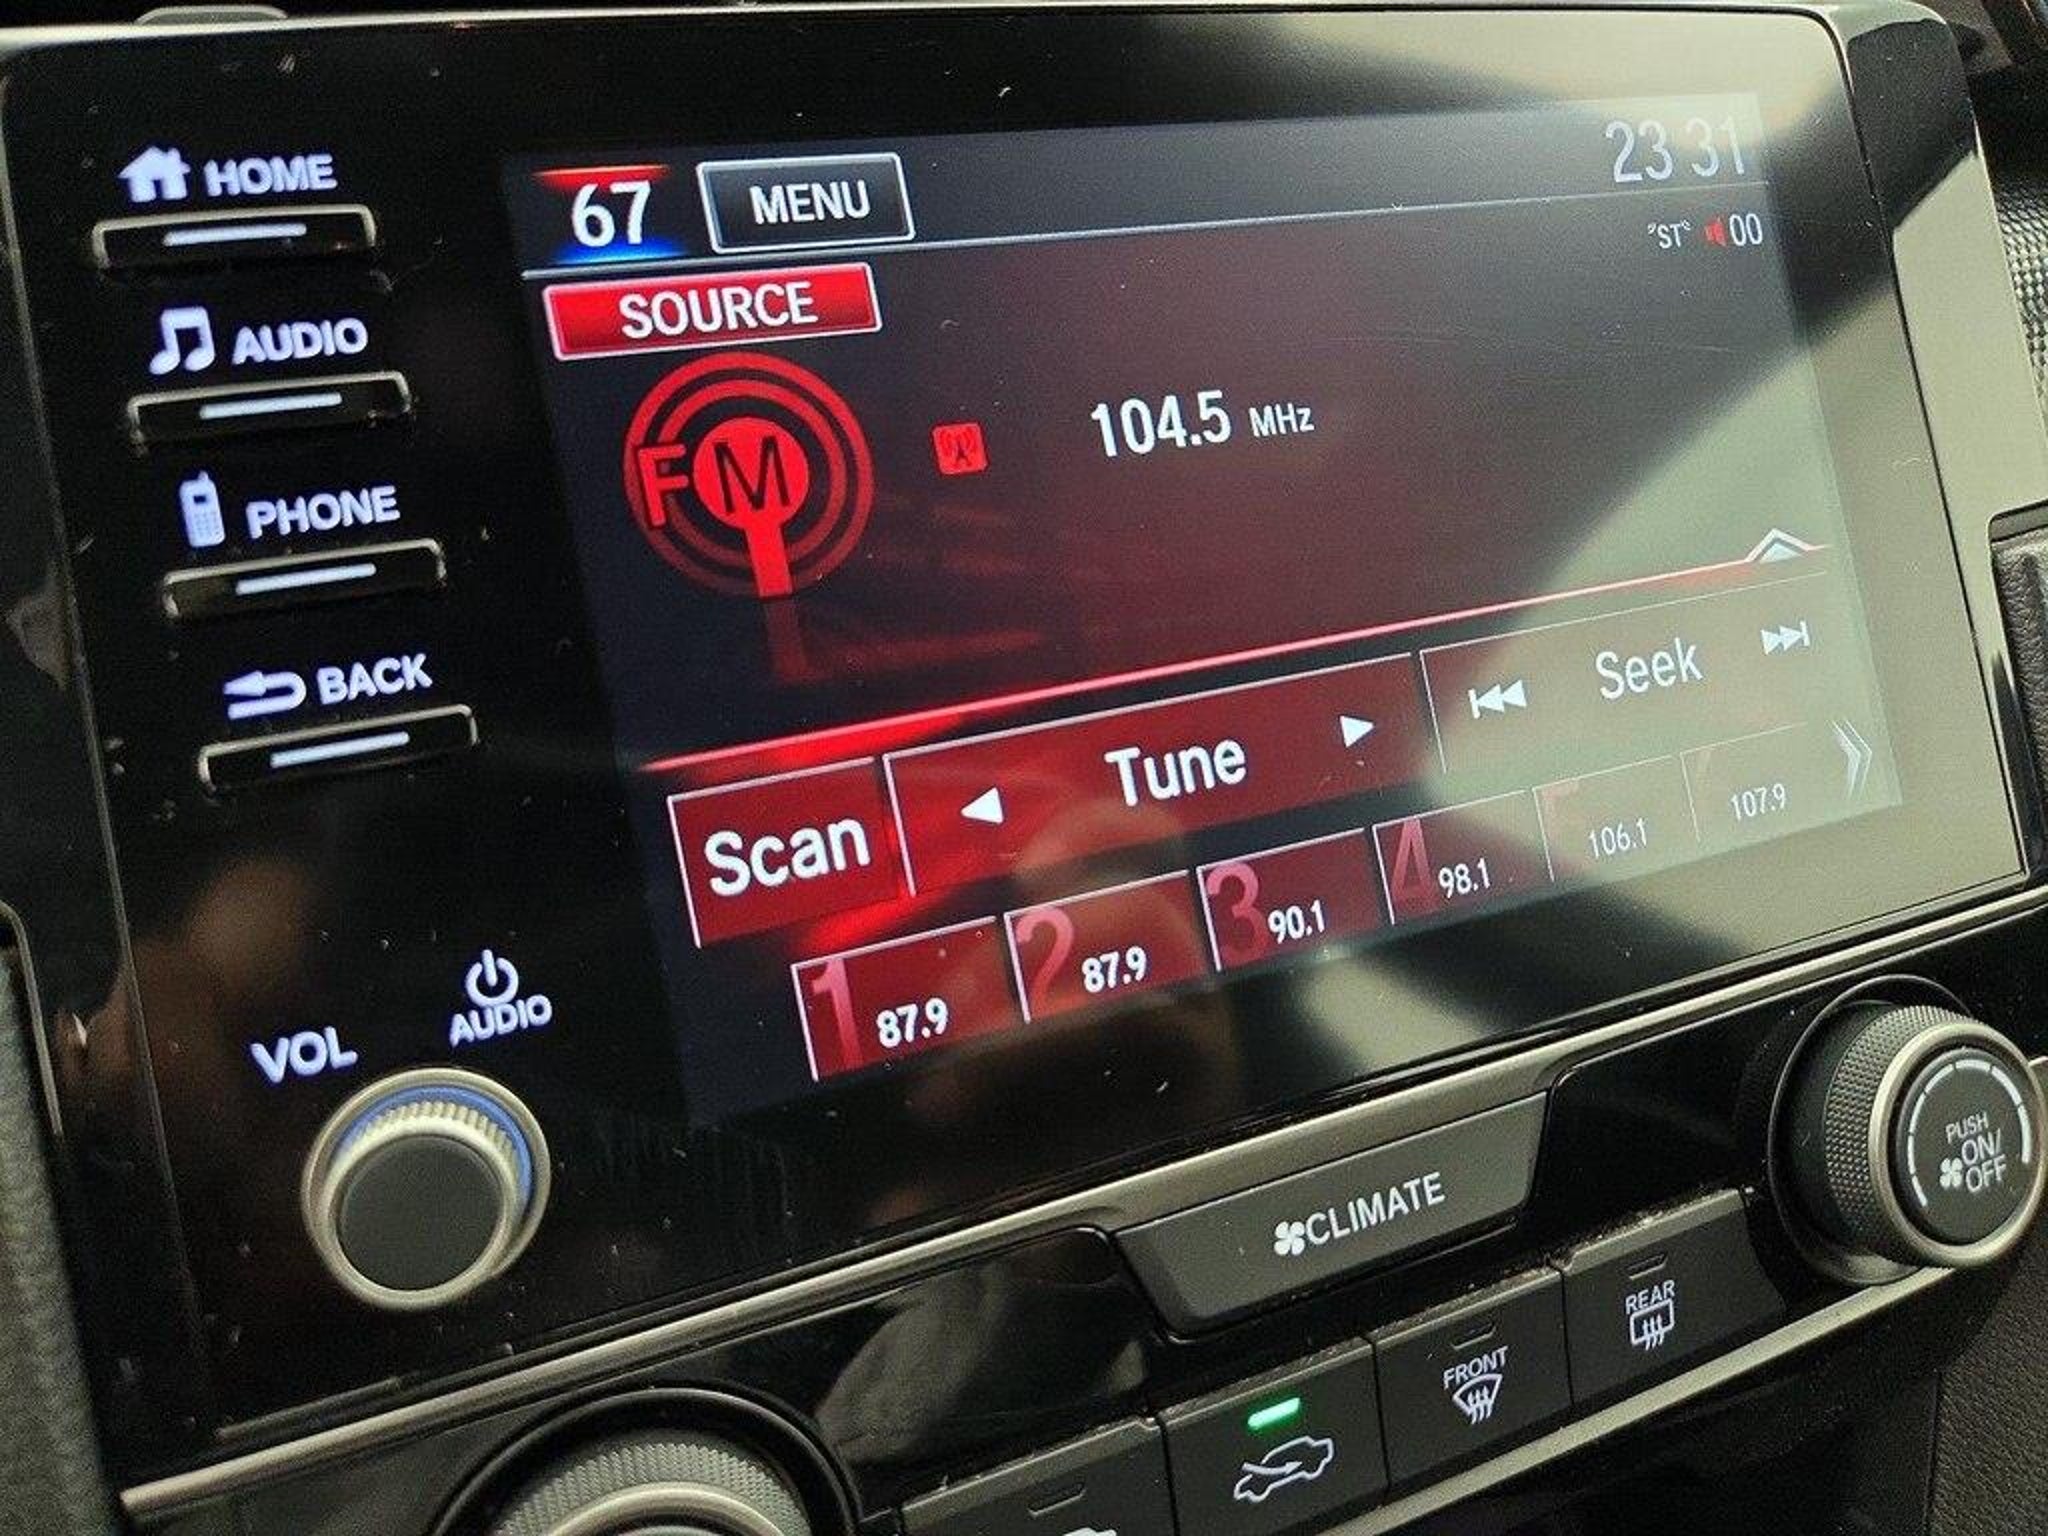 HOME
AUDIO
PHONE
BACK
VOL
AUDIO
67 MENU 23 31
"ST" 00
SOURCE
FM
104.5 MHz
Scan Tune Seek
1 87.9
2 87.9
3 90.1
4 98.1
106.1
107.9
CLIMATE
PUSH
ON/
OFF
FRONT
REAR